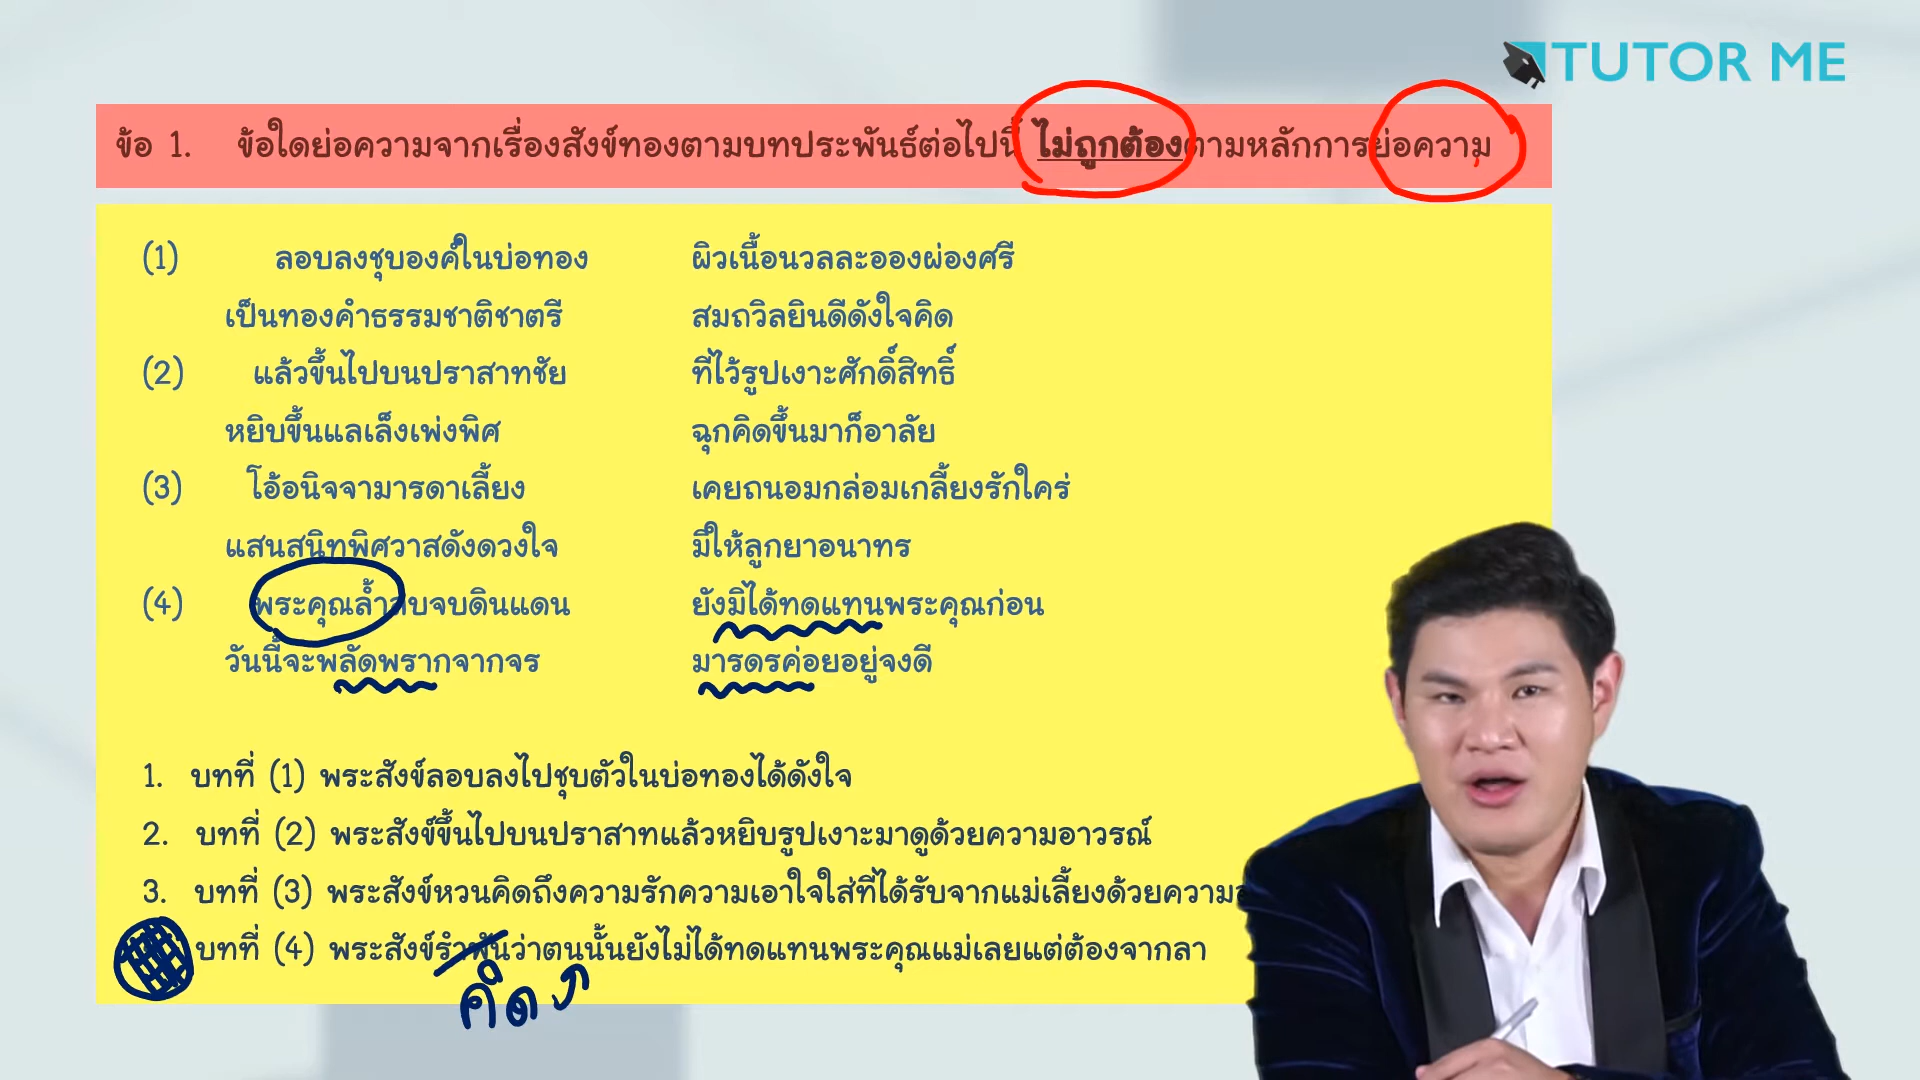 TUTOR ME
ข้อ 1. ข้อใดย่อความจากเรื่องสังข์ทองตามบทประพันธ์ต่อไปนี้ ไม่ถูกต้องตามหลักการย่อความ
(1) ลอบลงชุบองค์ในบ่อทอง ผิวเนื้อนวลละอองผ่องศรี
เป็นทองคำธรรมชาติชาตรี สมถวิลยินดีดังใจคิด
(2) แล้วขึ้นไปบนปราสาทชัย ที่ไว้รูปเงาะศักดิ์สิทธิ์
หยิบขึ้นแลเล็งเพ่งพิศ ฉุกคิดขึ้นมาก็อาลัย
(3) โอ้อนิจจามารดาเลี้ยง เคยถนอมกล่อมเกลี้ยงรักใคร่
แสนสนิทพิศวาสดังดวงใจ มิให้ลูกยาอนาทร
(4) พระคุณล้ำลบจบดินแดน ยังมิได้ทดแทนพระคุณก่อน
วันนี้จะพลัดพรากจากจร มารดรค่อยอยู่จงดี
1. บทที่ (1) พระสังข์ลอบลงไปชุบตัวในบ่อทองได้ดังใจ
2. บทที่ (2) พระสังข์ขึ้นไปบนปราสาทแล้วหยิบรูปเงาะมาดูด้วยความอาวรณ์
3. บทที่ (3) พระสังข์หวนคิดถึงความรักความเอาใจใส่ที่ได้รับจากแม่เลี้ยงด้วย
บทที่ (4) พระสังข์รำพันว่าตนนั้นยังไม่ได้ทดแทนพระคุณแม่เลยแต่ต้องจากลา
คิด